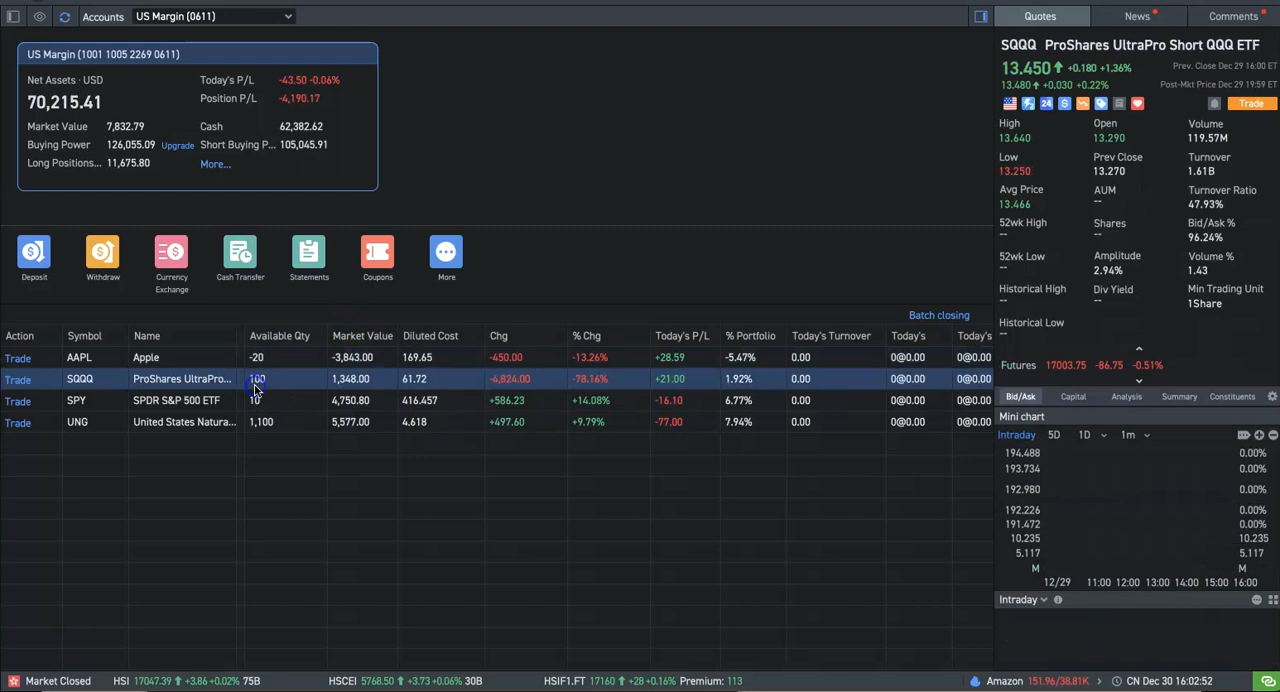 Accounts US Margin (0611)
US Margin (1001 1005 2269 0611)
Net Assets · USD
70,215.41
Today's P/L -43.50 -0.06%
Position P/L -4,190.17
Market Value 7,832.79 Cash 62,382.62
Buying Power 126,055.09 Upgrade Short Buying P... 105,045.91
Long Positions... 11,675.80 More...
Deposit Withdraw Currency Exchange Cash Transfer Statements Coupons More
Batch closing
Action Symbol Name Available Qty Market Value Diluted Cost Chg % Chg Today's P/L % Portfolio Today's Turnover Today's Today's
Trade AAPL Apple -20 -3,843.00 169.65 -450.00 -13.26% +28.59 -5.47% 0.00 0@0.00 0@0.00
Trade SQQQ ProShares UltraPro... 100 1,348.00 61.72 -4,824.00 -78.16% +21.00 1.92% 0.00 0@0.00 0@0.00
Trade SPY SPDR S&P 500 ETF 10 4,750.80 416.457 +586.23 +14.08% -16.10 6.77% 0.00 0@0.00 0@0.00
Trade UNG United States Natura... 1,100 5,577.00 4.618 +497.60 +9.79% -77.00 7.94% 0.00 0@0.00 0@0.00
Quotes News Comments
SQQQ ProShares UltraPro Short QQQ ETF
13.450 +0.180 +1.36% Prev. Close Dec 29 16:00 ET
13.480 +0.030 +0.22% Post-Mkt Price Dec 29 19:59 ET
24 Trade
High Open Volume
13.640 13.290 119.57M
Low Prev Close Turnover
13.250 13.270 1.61B
Avg Price AUM Turnover Ratio
13.466 -- 47.93%
52wk High Shares Bid/Ask %
-- -- 96.24%
52wk Low Amplitude Volume %
-- 2.94% 1.43
Historical High Div Yield Min Trading Unit
-- -- 1Share
Historical Low
--
Futures 17003.75 -86.75 -0.51%
Bid/Ask Capital Analysis Summary Constituents
Mini chart
Intraday 5D 1D 1m
194.488 0.00%
193.734 0.00%
192.980 0.00%
192.226 0.00%
191.472 0.00%
10.235 10.235
5.117 5.117
M M
12/29 11:00 12:00 13:00 14:00 15:00 16:00
Intraday
Market Closed HSI 17047.39 +3.86 +0.02% 75B HSCEI 5768.50 +3.73 +0.06% 30B HSIF1.FT 17160 +28 +0.16% Premium: 113 Amazon 151.96/38.81K CN Dec 30 16:02:52